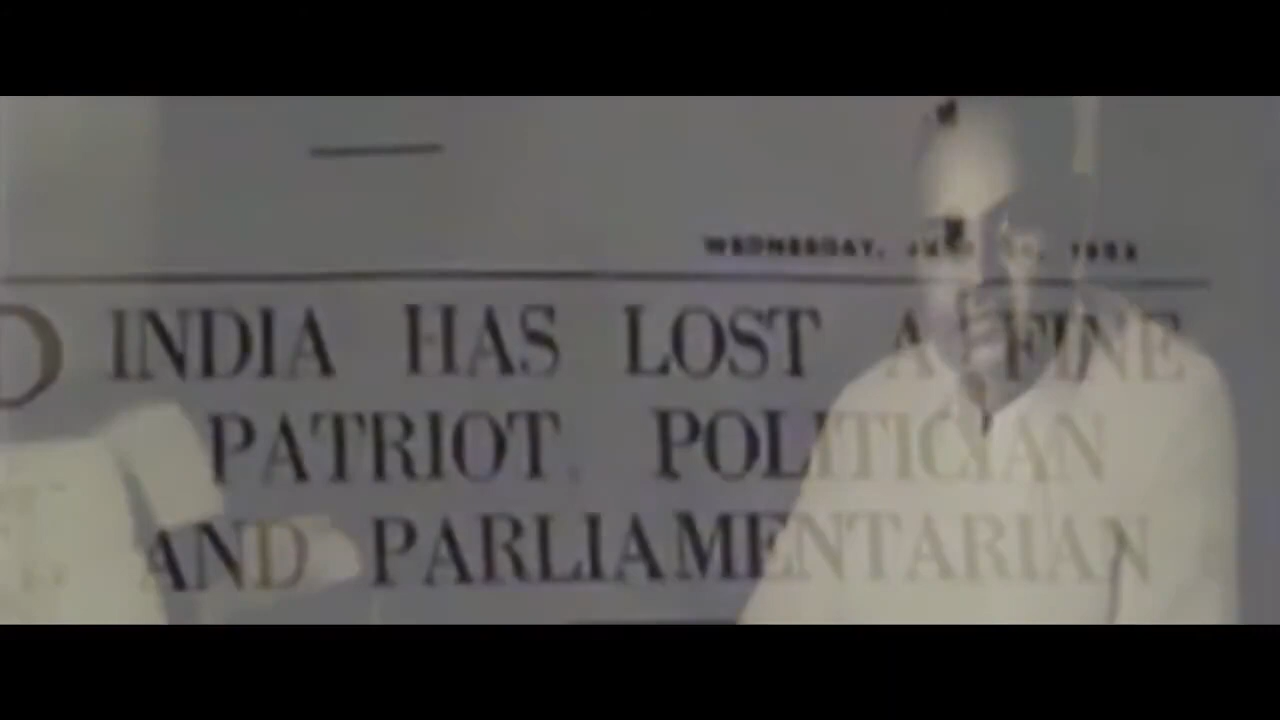 WEDNESDAY,
INDIA HAS LOST A FINE
PATRIOT, POLITICIAN
AND PARLIAMENTARIAN